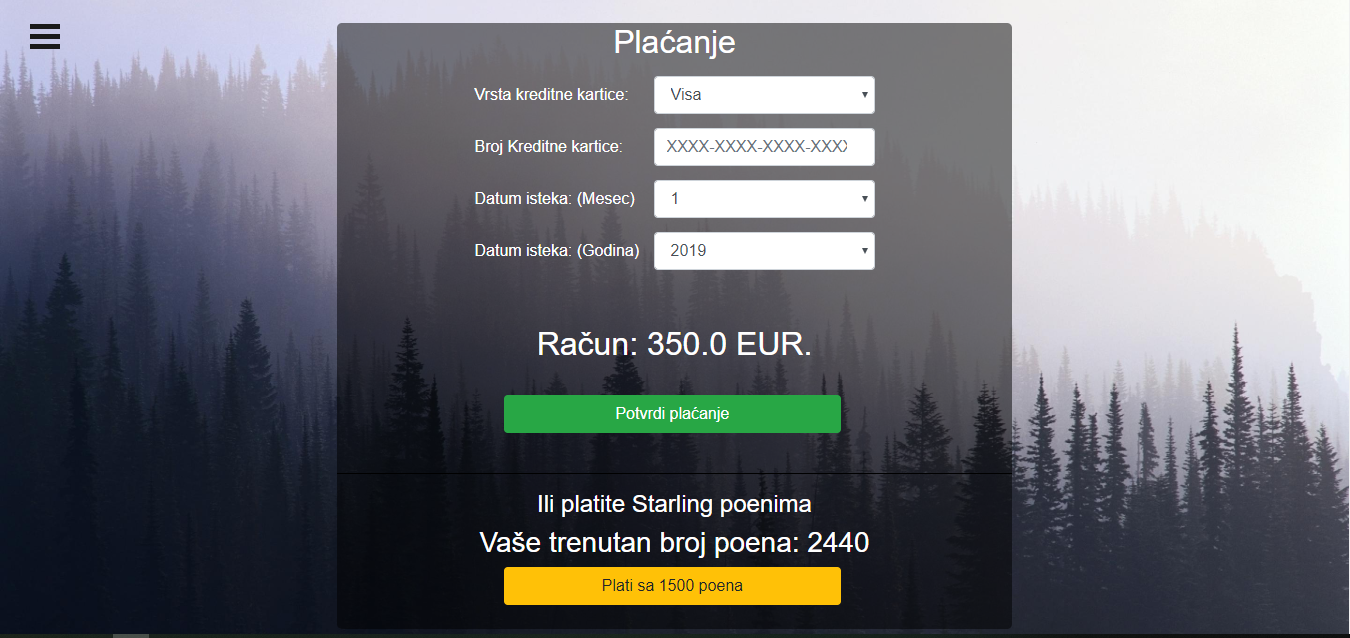 Plaćanje
Vrsta kreditne kartice: Visa
Broj Kreditne kartice: XXXX-XXXX-XXXX-XXX
Datum isteka: (Mesec) 1
Datum isteka: (Godina) 2019
Račun: 350.0 EUR.
Potvrdi plaćanje
Ili platite Starling poenima
Vaše trenutan broj poena: 2440
Plati sa 1500 poena